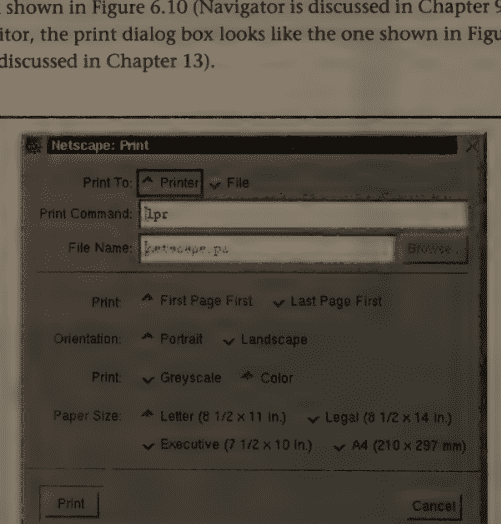 shown in Figure 6.10 (Navigator is discussed in Chapter 9
itor, the print dialog box looks like the one shown in Figu
discussed in Chapter 13).
Netscape: Print
Print To: Printer File
Print Command: lpr
File Name: netscape.ps Browse..
Print: First Page First Last Page First
Orientation: Portrait Landscape
Print: Greyscale Color
Paper Size: Letter (8 1/2 x 11 in.) Legal (8 1/2 x 14 in.)
Executive (7 1/2 x 10 in.) A4 (210 x 297 mm)
Print Cancel